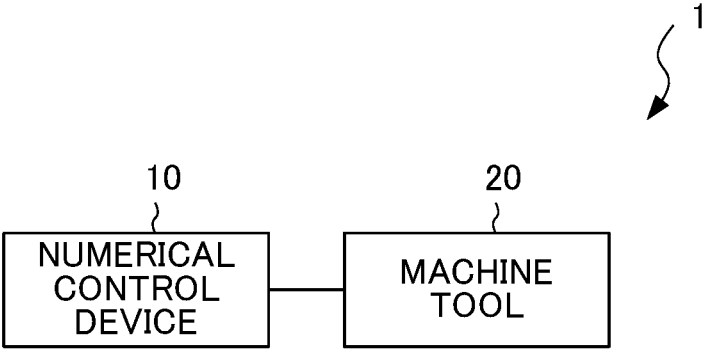 1
10
20
NUMERICAL
CONTROL
DEVICE
MACHINE
TOOL